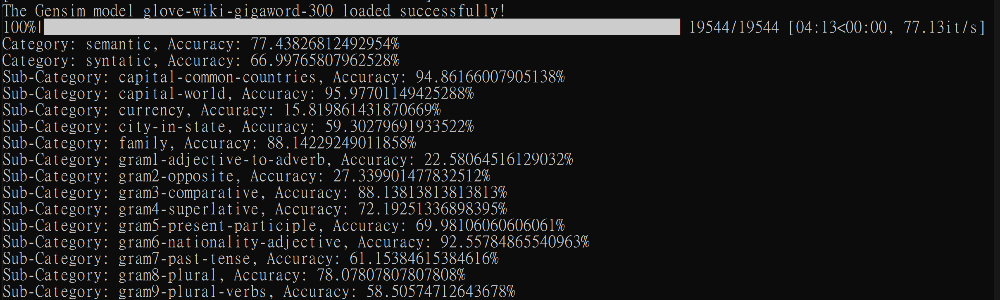 The Gensim model glove-wiki-gigaword-300 loaded successfully!
100%| 19544/19544 [04:13<00:00, 77.13it/s]
Category: semantic, Accuracy: 77.43826812492954%
Category: syntatic, Accuracy: 66.99765807962528%
Sub-Category: capital-common-countries, Accuracy: 94.86166007905138%
Sub-Category: capital-world, Accuracy: 95.97701149425288%
Sub-Category: currency, Accuracy: 15.819861431870669%
Sub-Category: city-in-state, Accuracy: 59.30279691933522%
Sub-Category: family, Accuracy: 88.14229249011858%
Sub-Category: gram1-adjective-to-adverb, Accuracy: 22.58064516129032%
Sub-Category: gram2-opposite, Accuracy: 27.339901477832512%
Sub-Category: gram3-comparative, Accuracy: 88.13813813813813%
Sub-Category: gram4-superlative, Accuracy: 72.19251336898395%
Sub-Category: gram5-present-participle, Accuracy: 69.98106060606061%
Sub-Category: gram6-nationality-adjective, Accuracy: 92.55784865540963%
Sub-Category: gram7-past-tense, Accuracy: 61.15384615384616%
Sub-Category: gram8-plural, Accuracy: 78.07807807807808%
Sub-Category: gram9-plural-verbs, Accuracy: 58.50574712643678%